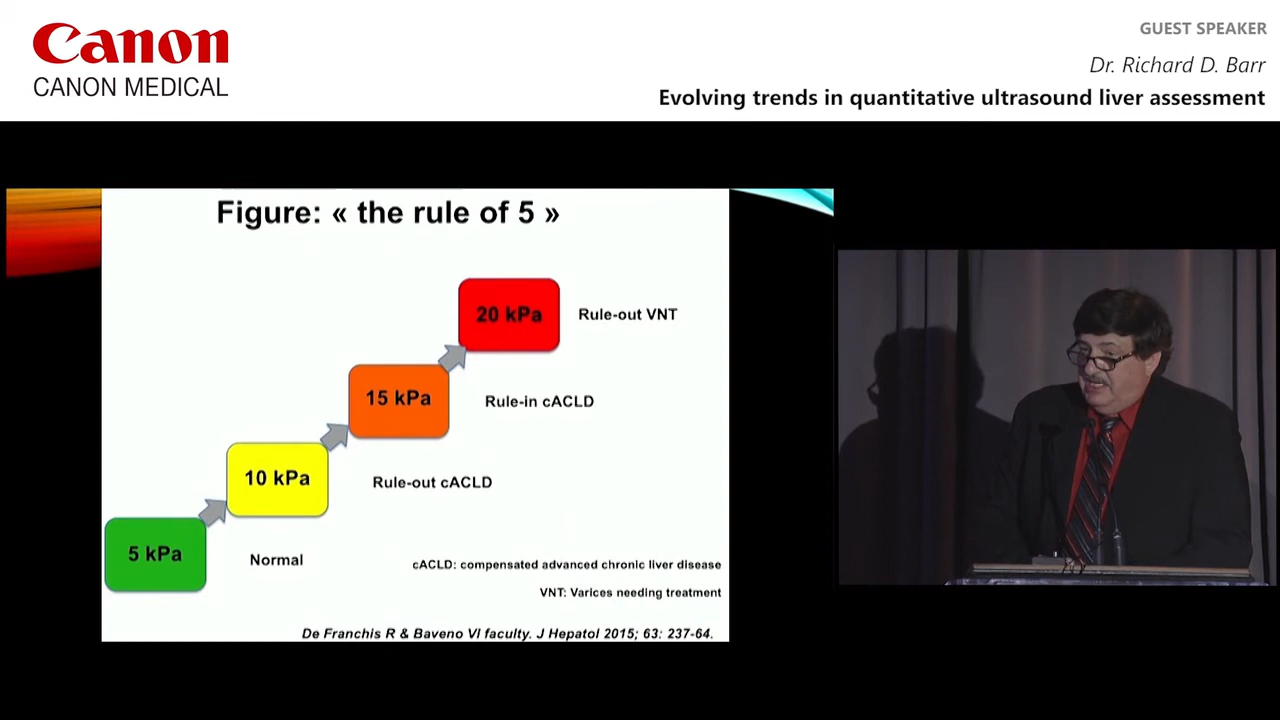 Canon
CANON MEDICAL
GUEST SPEAKER
Dr. Richard D. Barr
Evolving trends in quantitative ultrasound liver assessment
Figure: « the rule of 5 »
20 kPa
Rule-out VNT
15 kPa
Rule-in cACLD
10 kPa
Rule-out cACLD
5 kPa
Normal
cACLD: compensated advanced chronic liver disease
VNT: Varices needing treatment
De Franchis R & Baveno VI faculty. J Hepatol 2015; 63: 237-64.